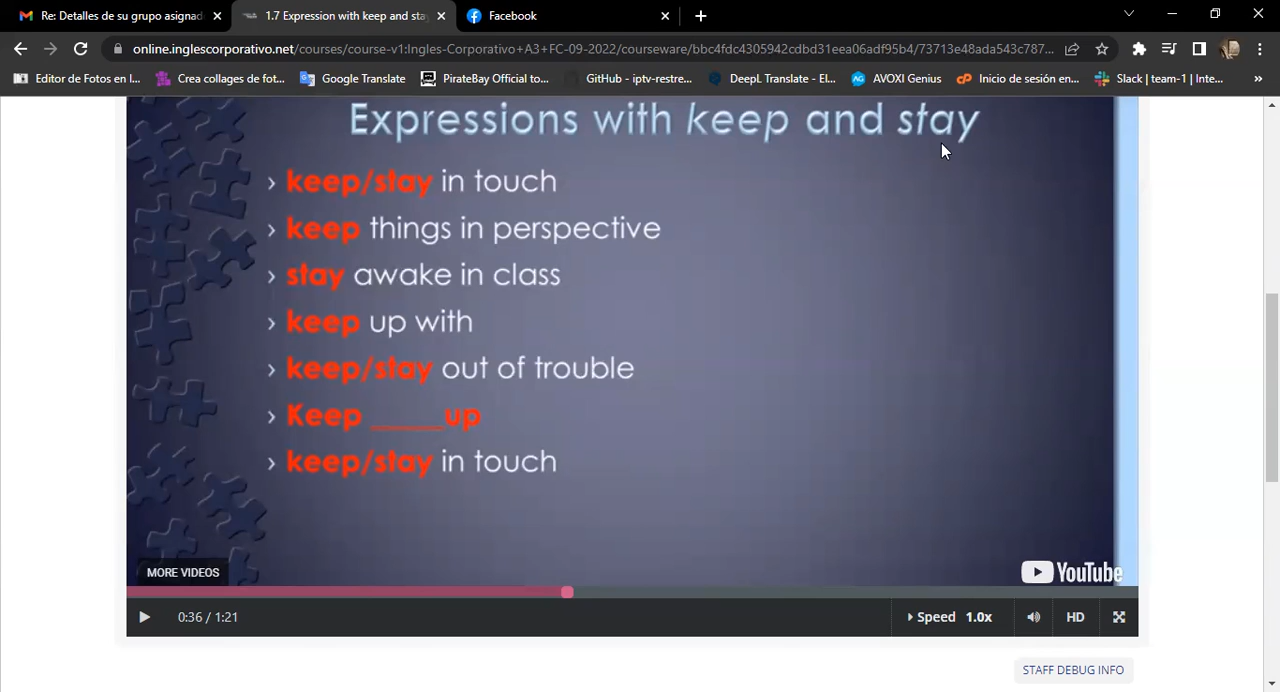 Re: Detalles de su grupo asignad
1.7 Expression with keep and sta
Facebook
online.inglescorporativo.net/courses/course-v1:Ingles-Corporativo+A3+FC-09-2022/courseware/bbc4fdc4305942cdbd31eea06adf95b4/73713e48ada543c787...
Editor de Fotos en l...
Crea collages de fot...
Google Translate
PirateBay Official to...
GitHub - iptv-restre...
DeepL Translate - El...
AVOXI Genius
Inicio de sesión en...
Slack | team-1 | Inte...
Expressions with keep and stay
› keep/stay in touch
› keep things in perspective
› stay awake in class
› keep up with
› keep/stay out of trouble
› Keep ______up
› keep/stay in touch
MORE VIDEOS
YouTube
0:36 / 1:21
Speed 1.0x
HD
STAFF DEBUG INFO